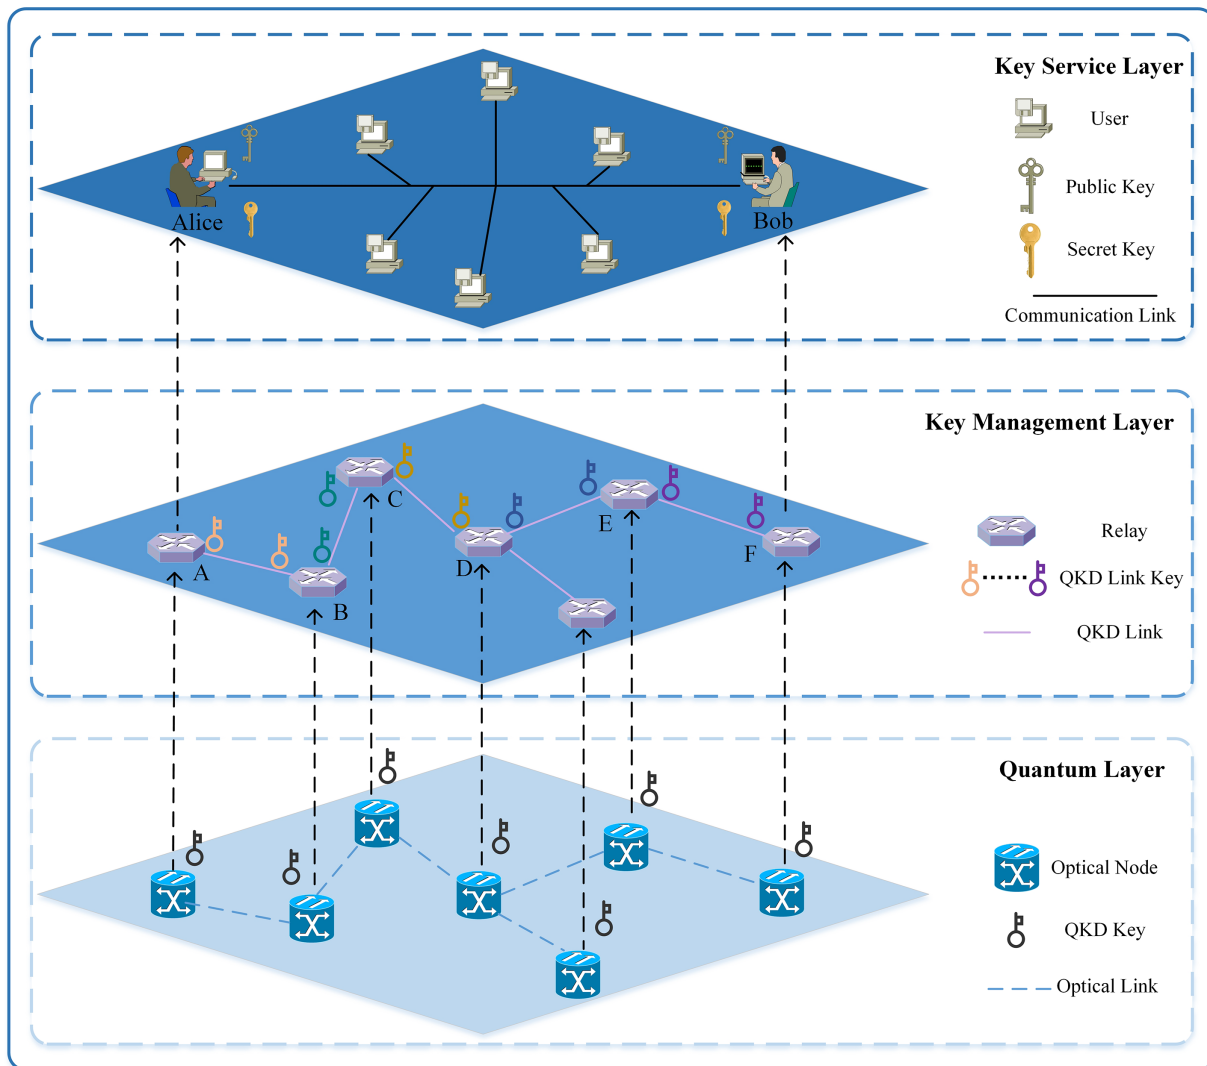 Key Service Layer
User
Public Key
Secret Key
Communication Link
Alice
Bob
Key Management Layer
Relay
QKD Link Key
QKD Link
A
B
C
D
E
F
Quantum Layer
Optical Node
QKD Key
Optical Link